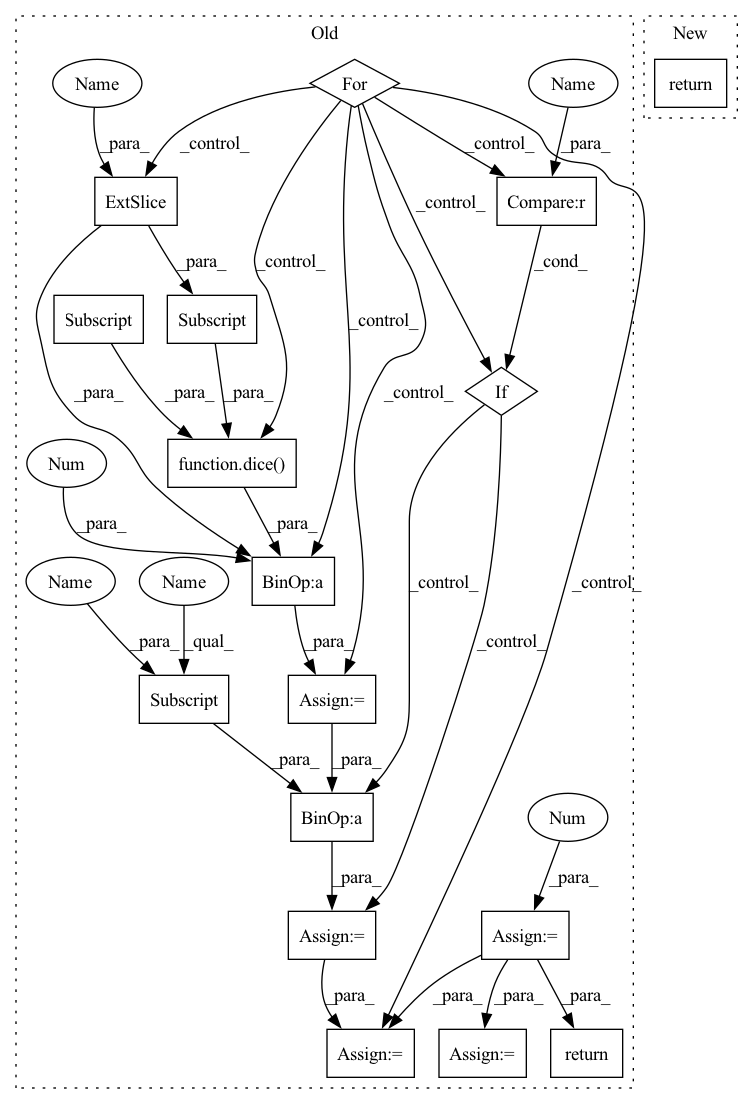 Old
New
Name
For
Name
return
_para_
_control_
_control_
_para_
ExtSlice
_control_
Compare:r
_para_
_control_
_cond_
Subscript
Subscript
_control_
_para_
_para_
_para_
_control_
If
Num
function.dice()
_para_
_para_
Name
Name
BinOp:a
_control_
_control_
_para_
_qual_
_para_
_control_
Subscript
Assign:=
_para_
_para_
Num
BinOp:a
_para_
_para_
Assign:=
Assign:=
_para_
_para_
_para_
_para_
Assign:=
Assign:=
return